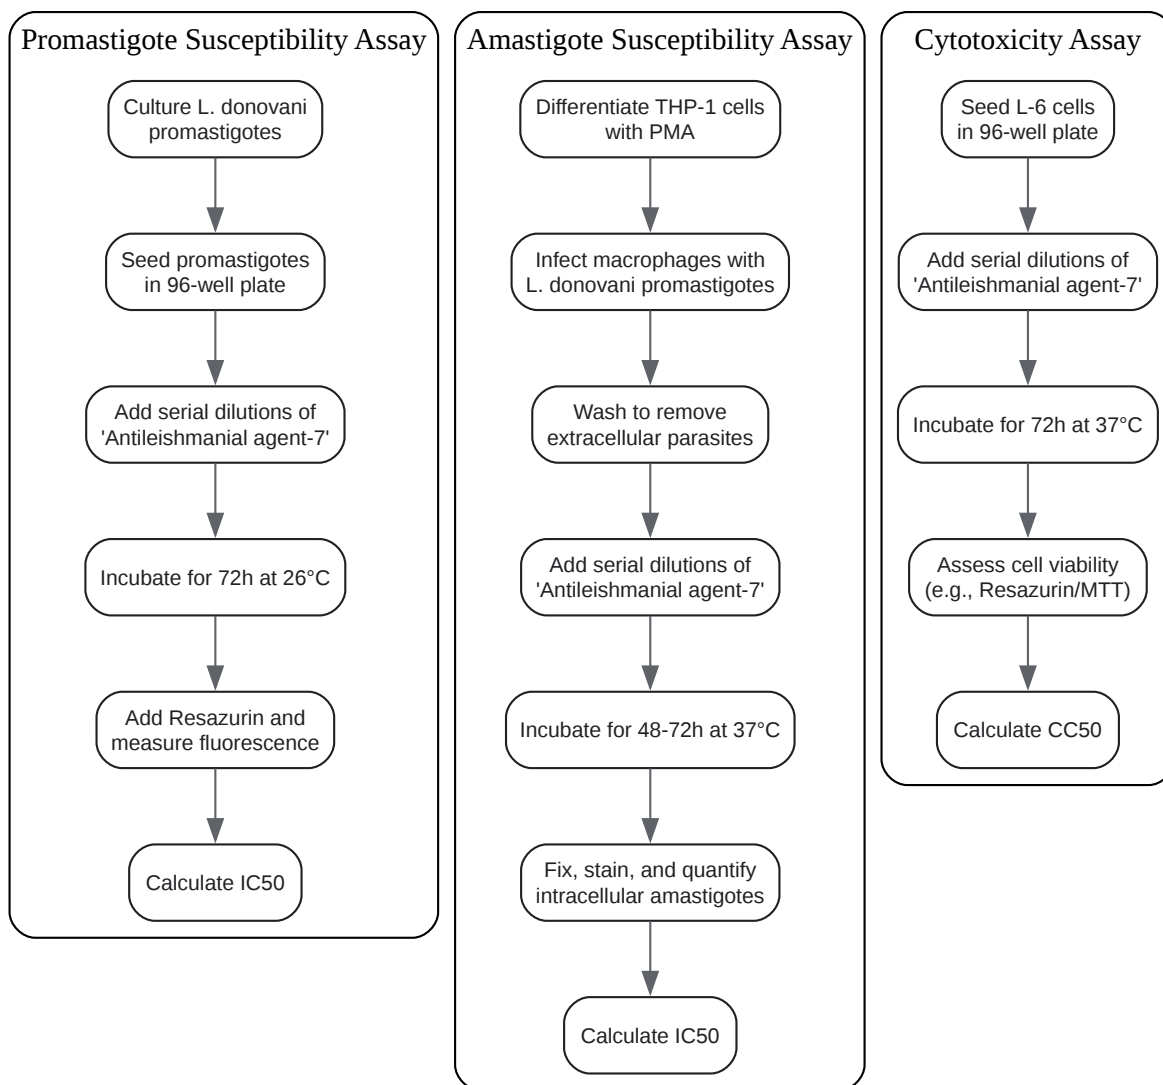 Promastigote Susceptibility Assay
Culture L. donovani
promastigotes
Seed promastigotes
in 96-well plate
Add serial dilutions of
'Antileishmanial agent-7'
Incubate for 72h at 26°C
Add Resazurin and
measure fluorescence
Calculate IC50
Amastigote Susceptibility Assay
Differentiate THP-1 cells
with PMA
Infect macrophages with
L. donovani promastigotes
Wash to remove
extracellular parasites
Add serial dilutions of
'Antileishmanial agent-7'
Incubate for 48-72h at 37°C
Fix, stain, and quantify
intracellular amastigotes
Calculate IC50
Cytotoxicity Assay
Seed L-6 cells
in 96-well plate
Add serial dilutions of
'Antileishmanial agent-7'
Incubate for 72h at 37°C
Assess cell viability
(e.g., Resazurin/MTT)
Calculate CC50